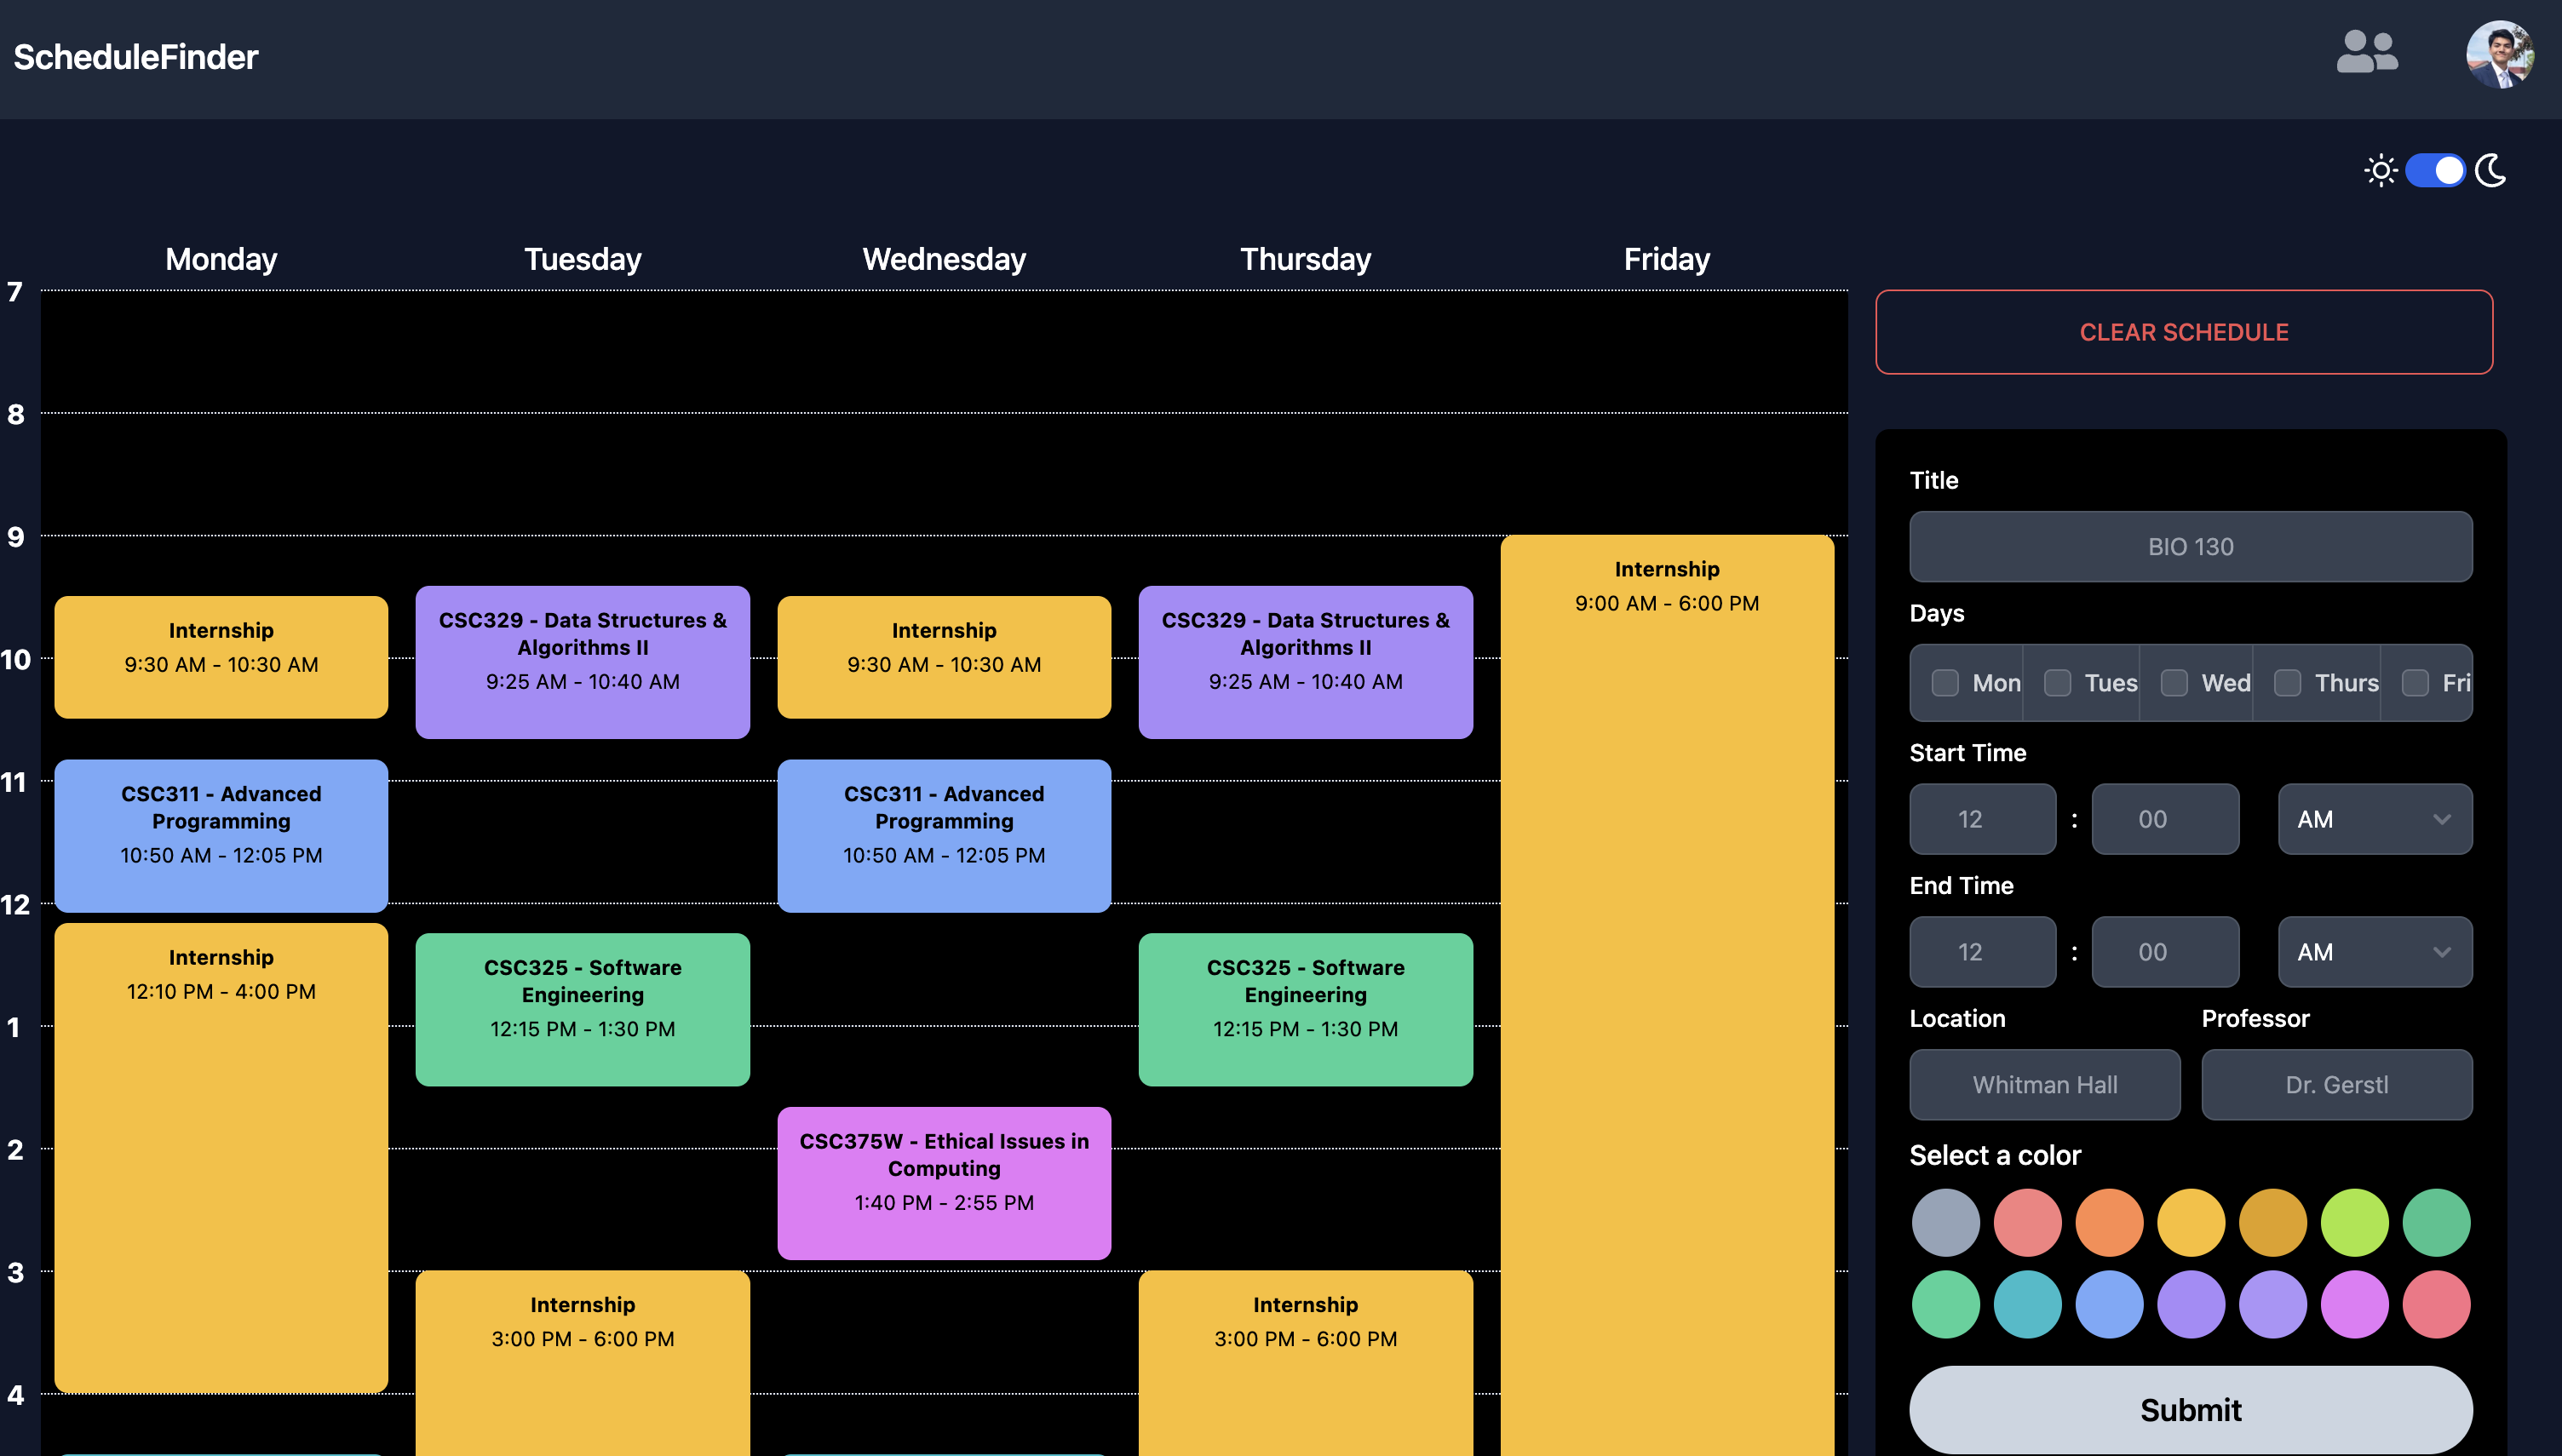 ScheduleFinder
Monday
Tuesday
Wednesday
Thursday
Friday
7
8
9
10
11
12
1
2
3
4
Internship
9:30 AM - 10:30 AM
CSC311 - Advanced
Programming
10:50 AM - 12:05 PM
Internship
12:10 PM - 4:00 PM
CSC329 - Data Structures &
Algorithms II
9:25 AM - 10:40 AM
CSC325 - Software
Engineering
12:15 PM - 1:30 PM
Internship
3:00 PM - 6:00 PM
Internship
9:30 AM - 10:30 AM
CSC311 - Advanced
Programming
10:50 AM - 12:05 PM
CSC375W - Ethical Issues in
Computing
1:40 PM - 2:55 PM
CSC329 - Data Structures &
Algorithms II
9:25 AM - 10:40 AM
CSC325 - Software
Engineering
12:15 PM - 1:30 PM
Internship
3:00 PM - 6:00 PM
Internship
9:00 AM - 6:00 PM
CLEAR SCHEDULE
Title
BIO 130
Days
Mon Tues Wed Thurs Fri
Start Time
12 : 00 AM
End Time
12 : 00 AM
Location Professor
Whitman Hall Dr. Gerstl
Select a color
Submit